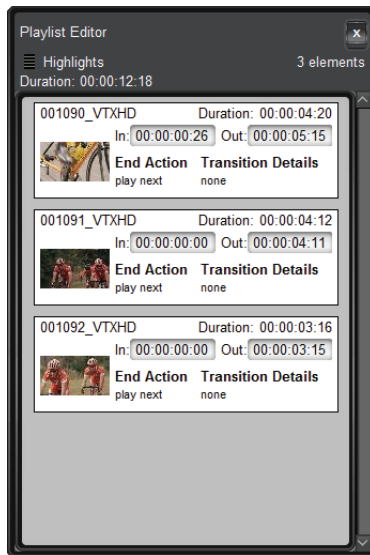 Playlist Editor x
Highlights 3 elements
Duration: 00:00:12:18
001090_VTXHD Duration: 00:00:04:20
In: 00:00:00:26 Out: 00:00:05:15
End Action Transition Details
play next none
001091_VTXHD Duration: 00:00:04:12
In: 00:00:00:00 Out: 00:00:04:11
End Action Transition Details
play next none
001092_VTXHD Duration: 00:00:03:16
In: 00:00:00:00 Out: 00:00:03:15
End Action Transition Details
play next none